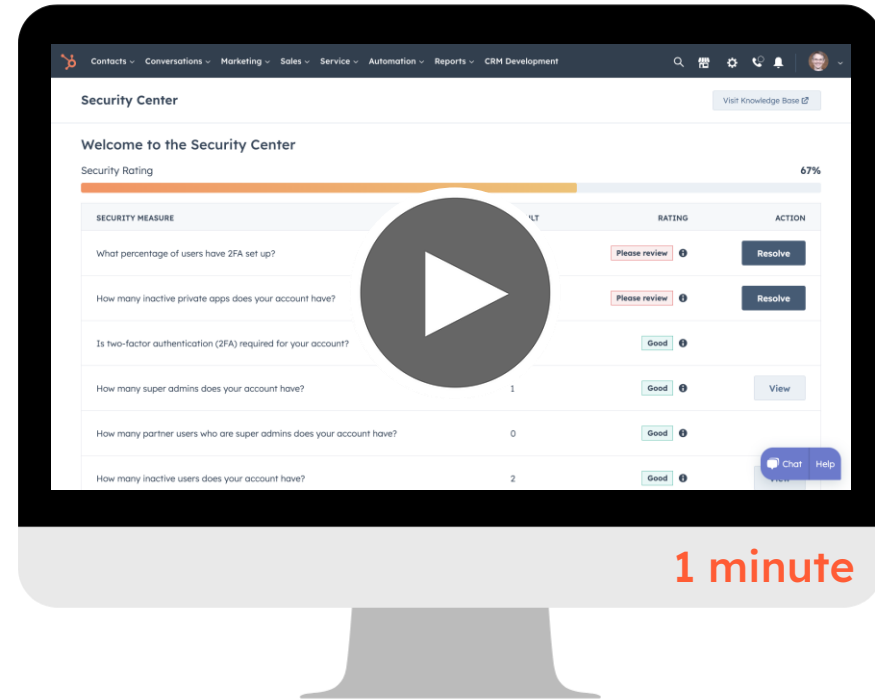 Contacts Conversations Marketing Sales Service Automation Reports CRM Development
Security Center Visit Knowledge Base
Welcome to the Security Center
Security Rating 67%
SECURITY MEASURE RATING ACTION
What percentage of users have 2FA set up? Please review Resolve
How many inactive private apps does your account have? Please review Resolve
Is two-factor authentication (2FA) required for your account? Good
How many super admins does your account have? 1 Good View
How many partner users who are super admins does your account have? 0 Good
Chat Help
How many inactive users does your account have? 2 Good
1 minute